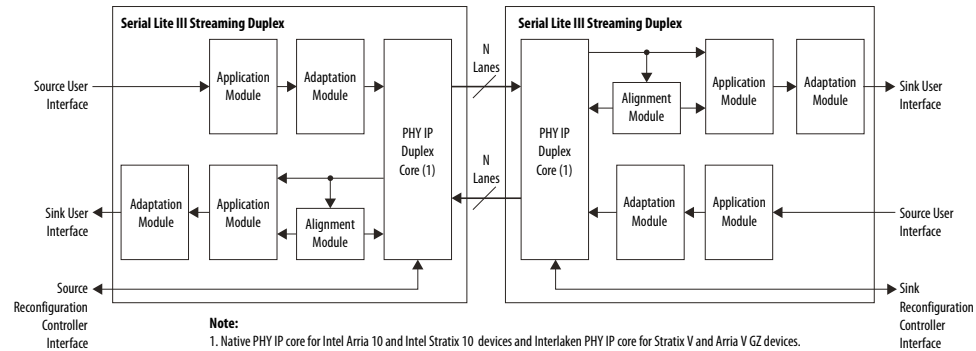 Serial Lite III Streaming Duplex
Serial Lite III Streaming Duplex
Source User
Interface
Application
Module
Adaptation
Module
PHY IP
Duplex
Core (1)
N
Lanes
N
Lanes
PHY IP
Duplex
Core (1)
Alignment
Module
Application
Module
Adaptation
Module
Sink User
Interface
Sink User
Interface
Adaptation
Module
Application
Module
Alignment
Module
Adaptation
Module
Application
Module
Source User
Interface
Source
Reconfiguration
Controller
Interface
Sink
Reconfiguration
Controller
Interface
Note:
1. Native PHY IP core for Intel Arria 10 and Intel Stratix 10 devices and Interlaken PHY IP core for Stratix V and Arria V GZ devices.